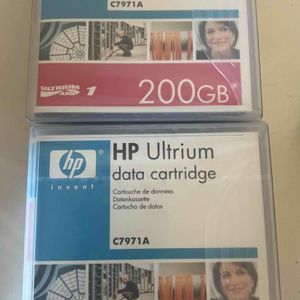 C7971A
ULTRIUM
LTO
1
200GB*
hp
invent
HP Ultrium
data cartridge
Cartouche de données
Datenkassette
Cartucho de datos
C7971A